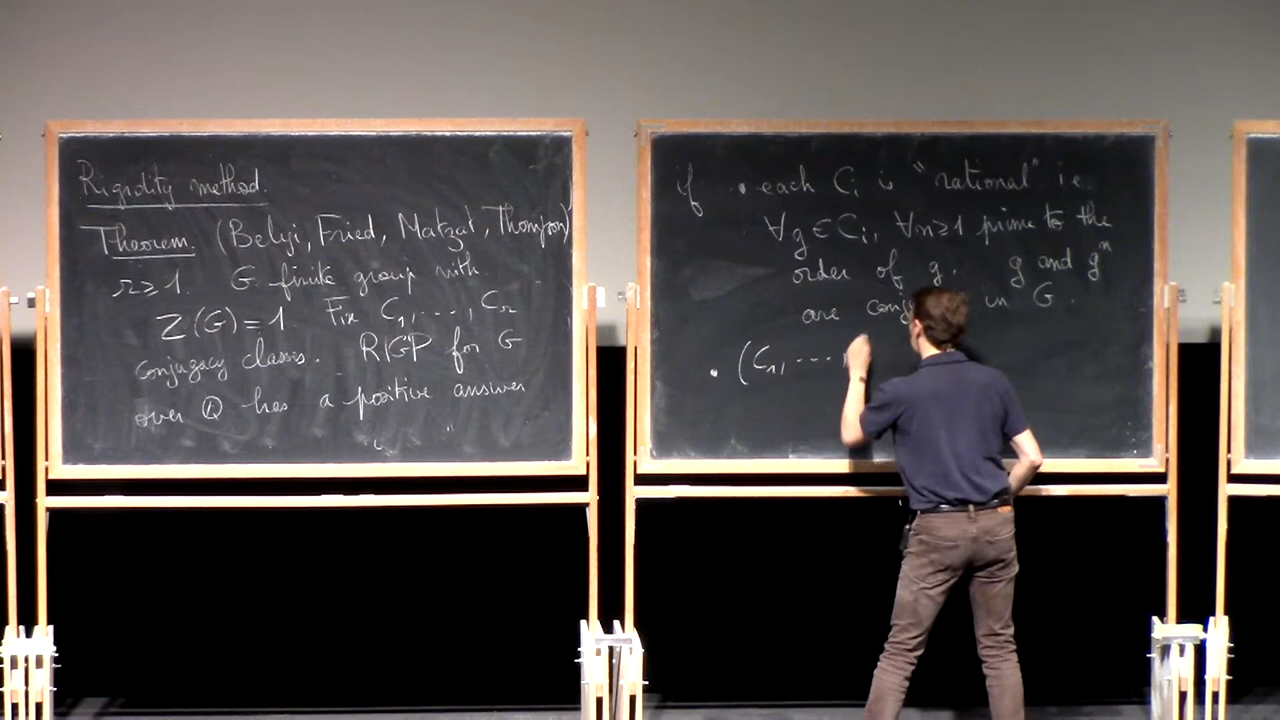 Rigidity method.
Theorem. (Belyi, Fried, Matzat, Thompson)
r ≥ 1. G finite group with
Z(G) = 1. Fix C₁, ..., Cᵣ
conjugacy classes. RIGP for G
over ℚ has a positive answer
if • each Cᵢ is "rational" i.e.
∀g ∈ Cᵢ, ∀n ≥ 1 prime to the
order of g. g and gⁿ
are conj in G.
• (C₁, ...,